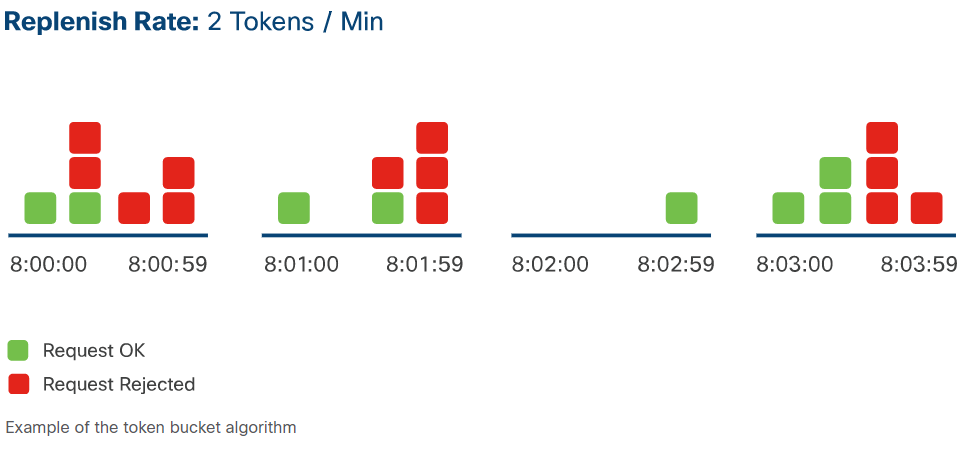 Replenish Rate: 2 Tokens / Min
8:00:00 8:00:59 8:01:00 8:01:59 8:02:00 8:02:59 8:03:00 8:03:59
Request OK
Request Rejected
Example of the token bucket algorithm